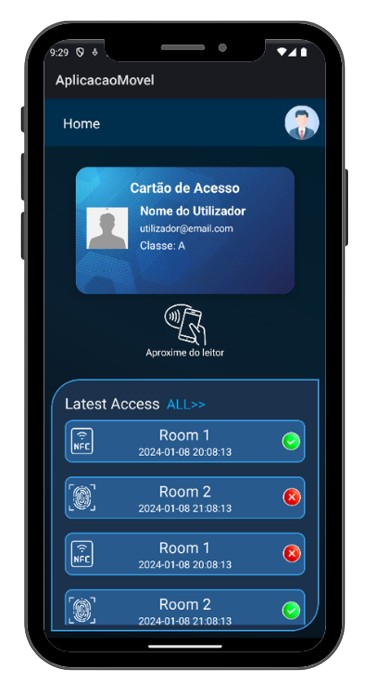 9:29
AplicacaoMovel
Home
Cartão de Acesso
Nome do Utilizador
utilizador@email.com
Classe: A
Aproxime do leitor
Latest Access ALL>>
Room 1
NFC
2024-01-08 20:08:13
Room 2
2024-01-08 21:08:13
Room 1
NFC
2024-01-08 20:08:13
Room 2
2024-01-08 21:08:13